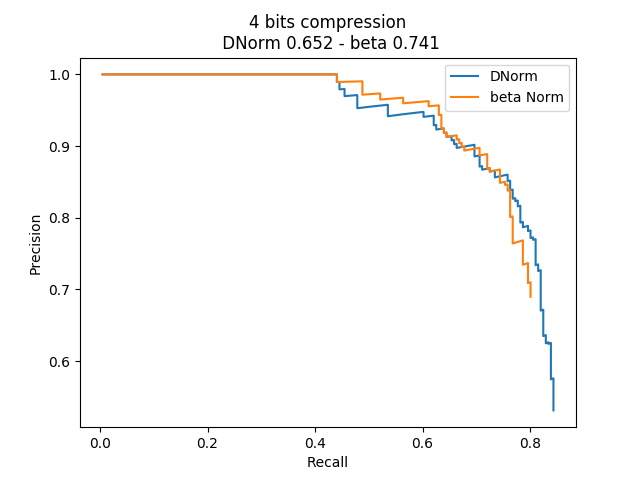 4 bits compression
DNorm 0.652 - beta 0.741
DNorm
beta Norm
1.0
0.9
0.8
0.7
0.6
Precision
0.0
0.2
0.4
0.6
0.8
Recall